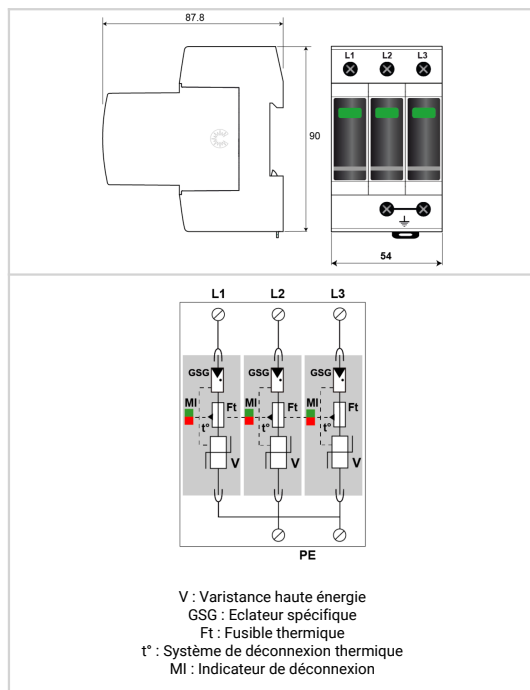 87.8
90
L1 L2 L3
54
L1 L2 L3
GSG GSG GSG
MI Ft MI Ft MI Ft
t° t° t°
V V V
PE
V : Varistance haute énergie
GSG : Eclateur spécifique
Ft : Fusible thermique
t° : Système de déconnexion thermique
MI : Indicateur de déconnexion